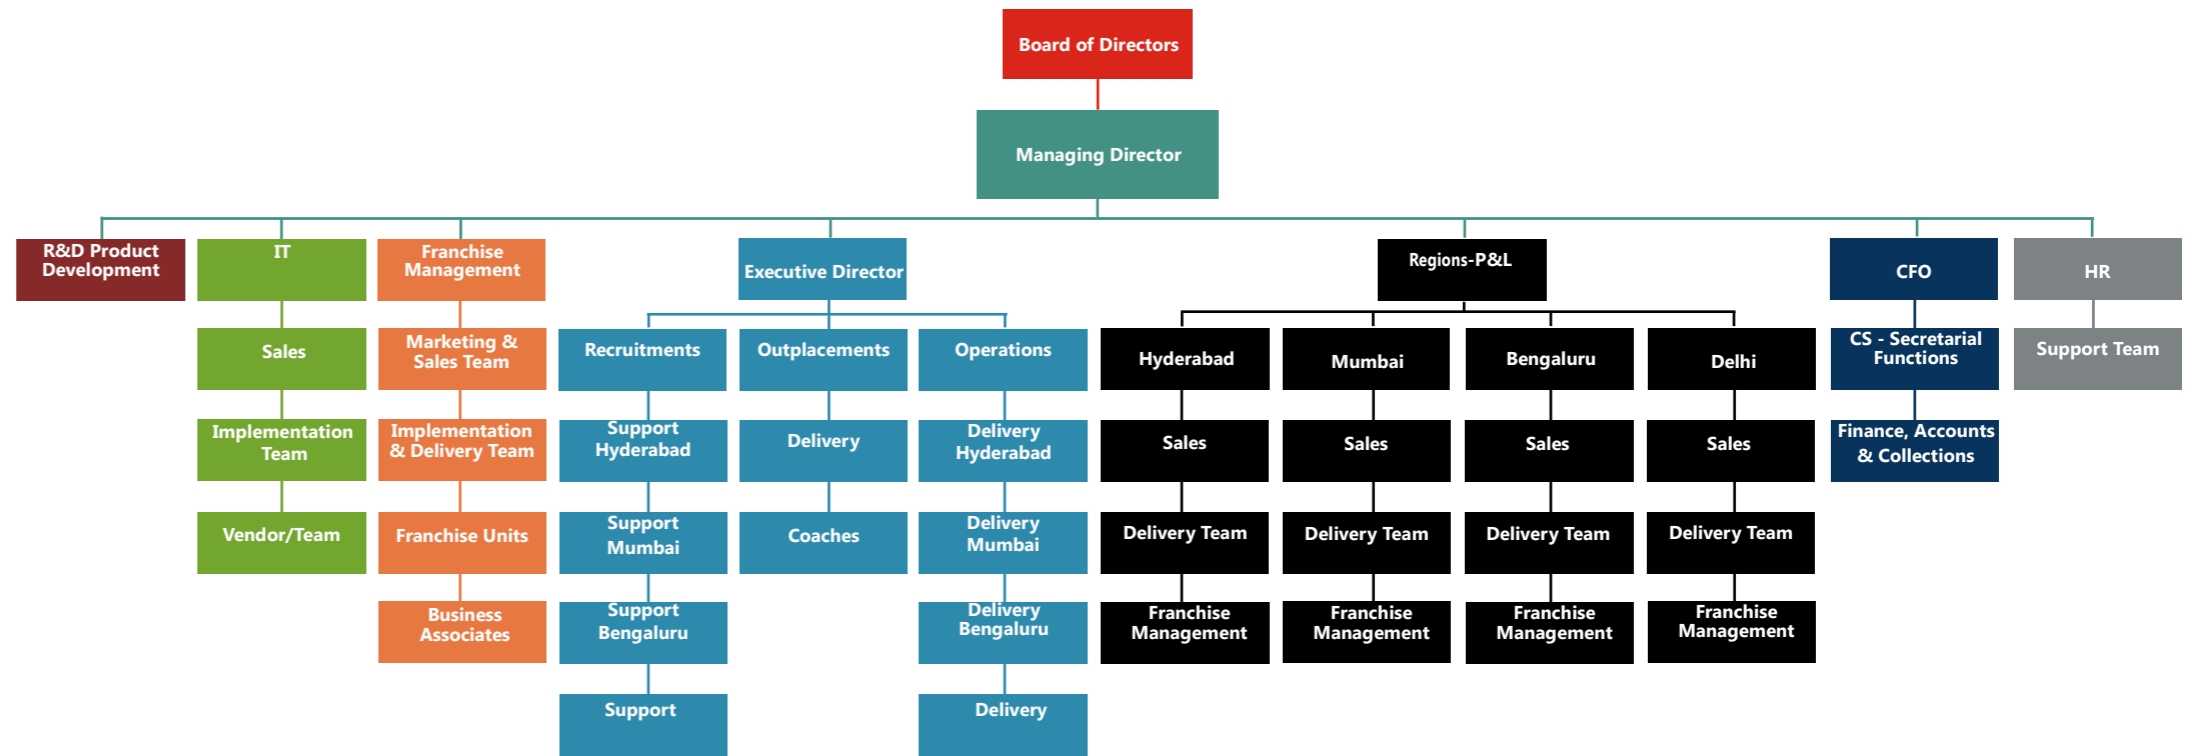 Board of Directors
Managing Director
R&D Product
Development
IT
Franchise
Management
Executive Director
Regions-P&L
CFO
HR
Sales
Marketing &
Sales Team
Recruitments
Outplacements
Operations
Hyderabad
Mumbai
Bengaluru
Delhi
CS - Secretarial
Functions
Support Team
Implementation
Team
Implementation
& Delivery Team
Support
Hyderabad
Delivery
Delivery
Hyderabad
Sales
Sales
Sales
Sales
Finance, Accounts
& Collections
Vendor/Team
Franchise Units
Support
Mumbai
Coaches
Delivery
Mumbai
Delivery Team
Delivery Team
Delivery Team
Delivery Team
Business
Associates
Support
Bengaluru
Delivery
Bengaluru
Franchise
Management
Franchise
Management
Franchise
Management
Franchise
Management
Support
Delivery